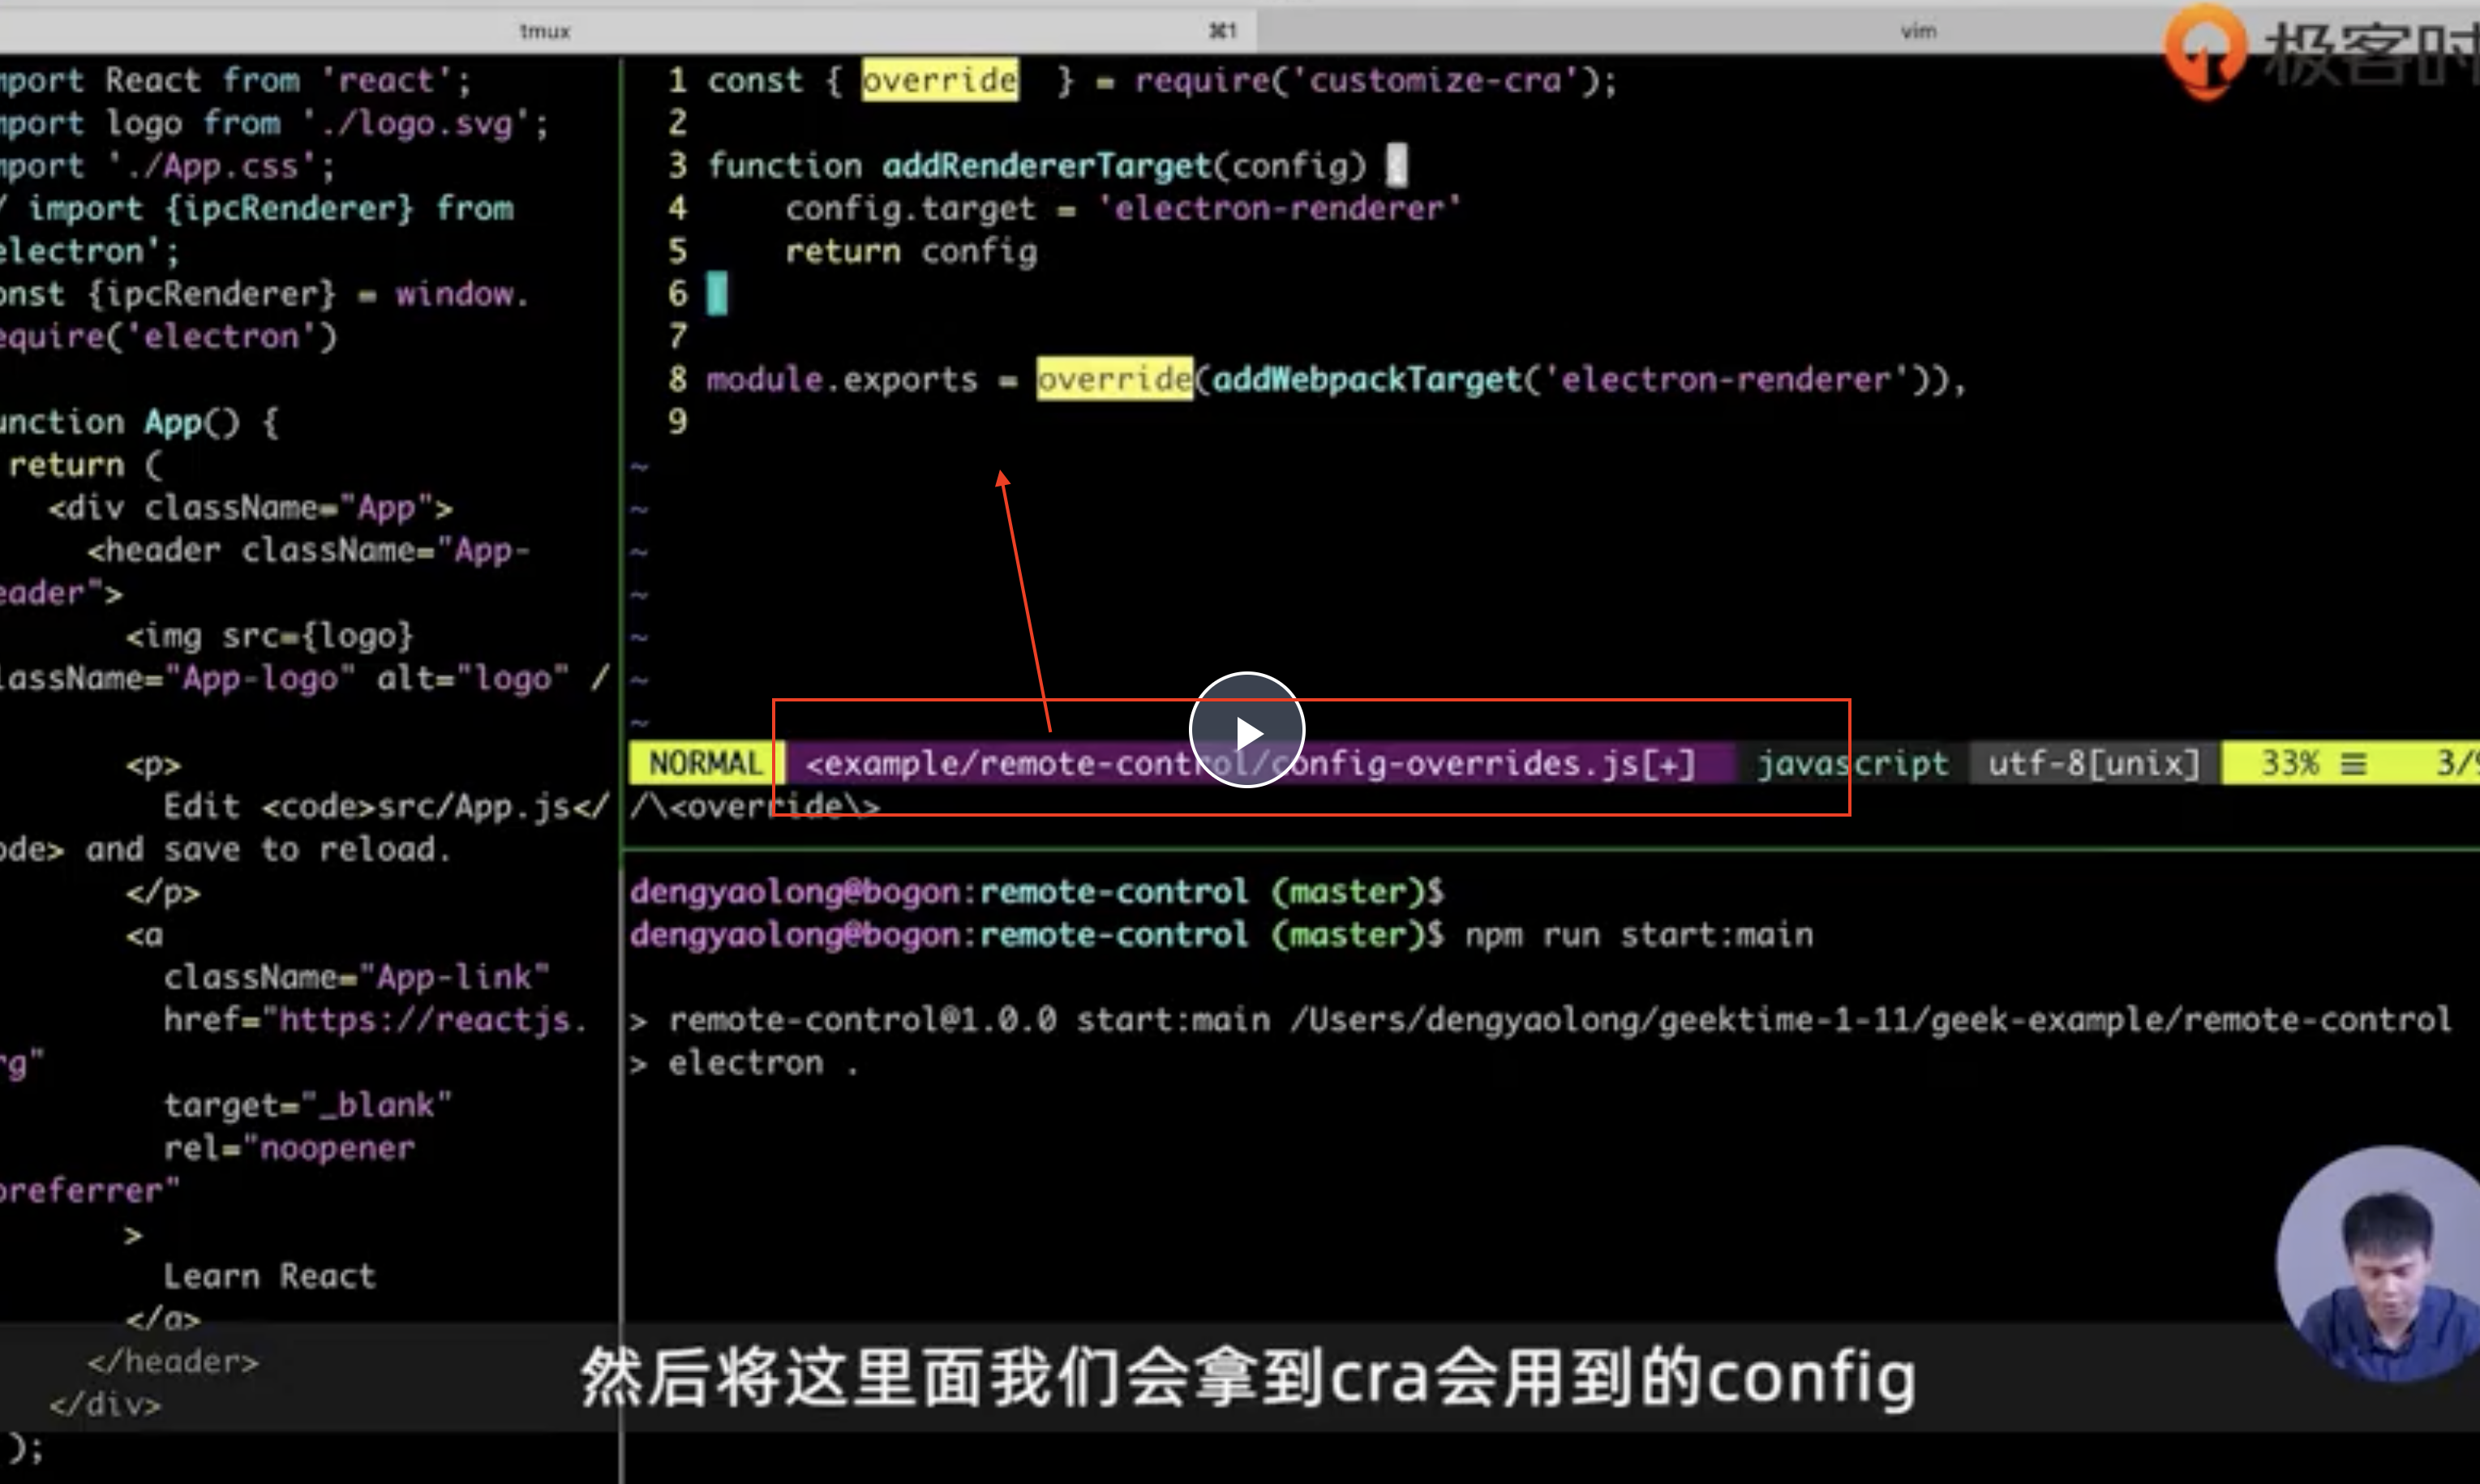 tmux
⌘1
vim
极客时
mport React from 'react';
mport logo from './logo.svg';
mport './App.css';
/ import {ipcRenderer} from
electron';
onst {ipcRenderer} = window.
equire('electron')
unction App() {
return (
<div className="App">
<header className="App-
eader">
<img src={logo}
lassName="App-logo" alt="logo" /
<p>
Edit <code>src/App.js</
ode> and save to reload.
</p>
<a
className="App-link"
href="https://reactjs.
rg"
target="_blank"
rel="noopener
oreferrer"
>
Learn React
</a>
</header>
</div>
);
1 const { override  } = require('customize-cra');
2
3 function addRendererTarget(config) {
4 config.target = 'electron-renderer'
5 return config
6
7
8 module.exports = override(addWebpackTarget('electron-renderer')),
9
~
~
~
~
~
~
~
NORMAL <example/remote-control/config-overrides.js[+] javascript utf-8[unix] 33% ☰ 3/9
/\<override\>
dengyaolong@bogon:remote-control (master)$
dengyaolong@bogon:remote-control (master)$ npm run start:main
> remote-control@1.0.0 start:main /Users/dengyaolong/geektime-1-11/geek-example/remote-control
> electron .
然后将这里面我们会拿到cra会用到的config